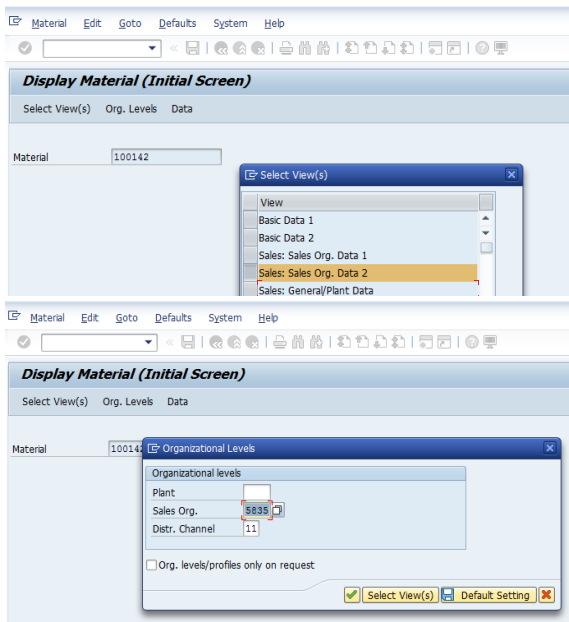 Material Edit Goto Defaults System Help
Display Material (Initial Screen)
Select View(s) Org. Levels Data
Material 100142
Select View(s)
View
Basic Data 1
Basic Data 2
Sales: Sales Org. Data 1
Sales: Sales Org. Data 2
Sales: General/Plant Data
Material Edit Goto Defaults System Help
Display Material (Initial Screen)
Select View(s) Org. Levels Data
Material 10014
Organizational Levels
Organizational levels
Plant
Sales Org. 5835
Distr. Channel 11
Org. levels/profiles only on request
Select View(s) Default Setting